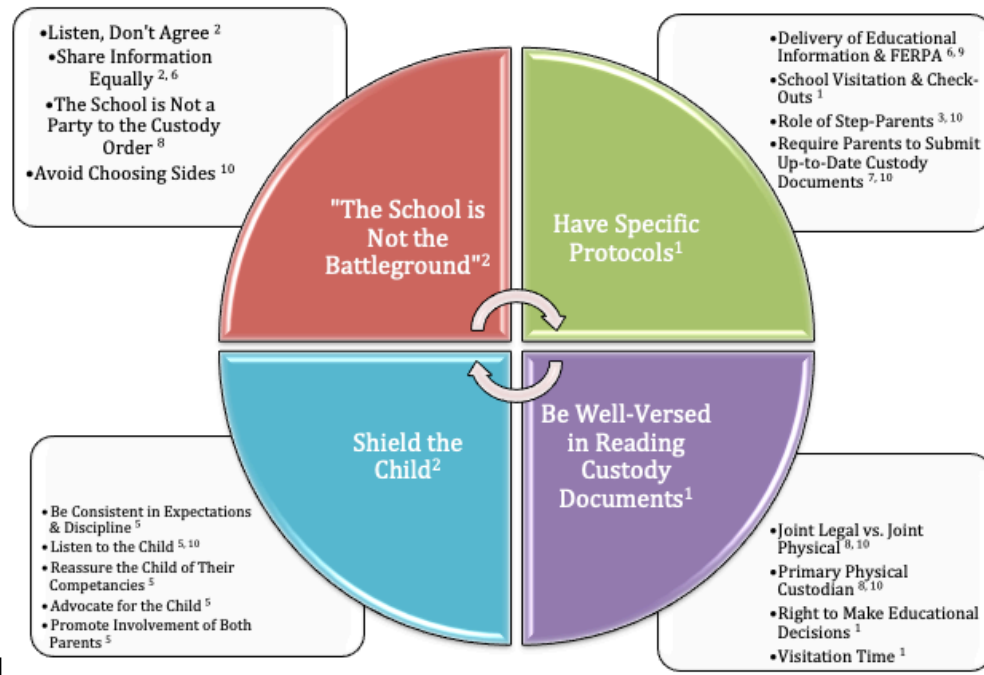 •Listen, Don't Agree 2
•Share Information
Equally 2, 6
•The School is Not a
Party to the Custody
Order 8
•Avoid Choosing Sides 10
•Delivery of Educational
Information & FERPA 6, 9
•School Visitation & Check-
Outs 1
•Role of Step-Parents 3, 10
•Require Parents to Submit
Up-to-Date Custody
Documents 7, 10
"The School is
Not the
Battleground"2
Have Specific
Protocols1
Shield the
Child2
Be Well-Versed
in Reading
Custody
Documents1
•Be Consistent in Expectations
& Discipline 5
•Listen to the Child 5, 10
•Reassure the Child of Their
Competencies 5
•Advocate for the Child 5
•Promote Involvement of Both
Parents 5
•Joint Legal vs. Joint
Physical 8, 10
•Primary Physical
Custodian 8, 10
•Right to Make Educational
Decisions 1
•Visitation Time 1